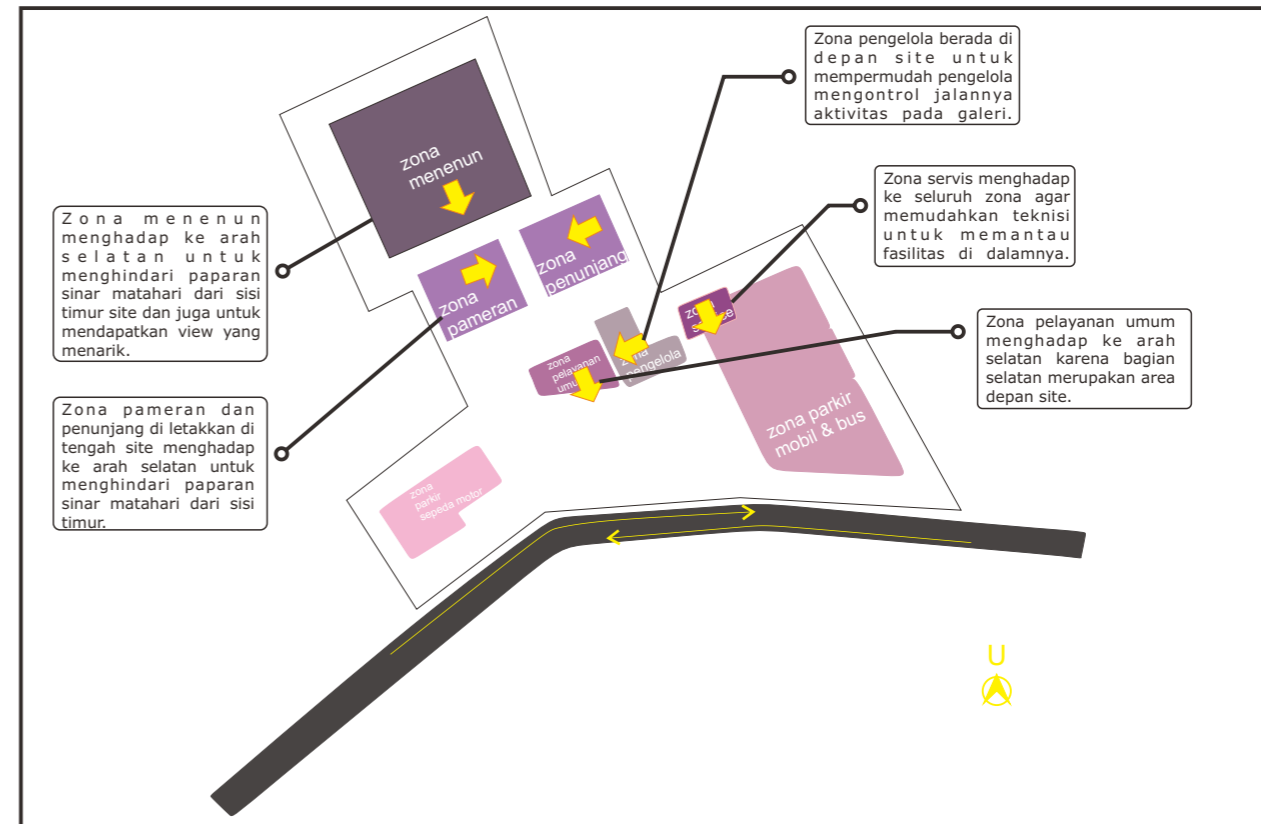 Zona pengelola berada di
depan site untuk
mempermudah pengelola
mengontrol jalannya
aktivitas pada galeri.
zona
menenun
Zona servis menghadap
ke seluruh zona agar
memudahkan teknisi
untuk memantau
fasilitas di dalamnya.
Zona menenun
menghadap ke arah
selatan untuk
menghindari paparan
sinar matahari dari sisi
timur site dan juga untuk
mendapatkan view yang
menarik.
zona
penunjang
zona
pameran
zona
zona
pelayanan
umum
zona
pengelola
Zona pelayanan umum
menghadap ke arah
selatan karena bagian
selatan merupakan area
depan site.
Zona pameran dan
penunjang di letakkan di
tengah site menghadap
ke arah selatan untuk
menghindari paparan
sinar matahari dari sisi
timur.
zona parkir
mobil & bus
zona
parkir
sepeda motor
U